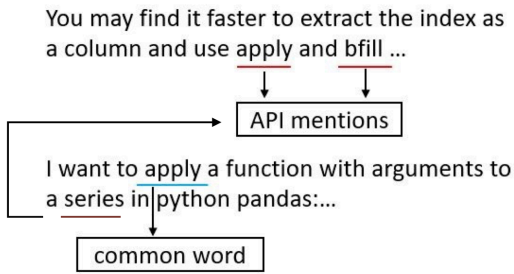 You may find it faster to extract the index as
a column and use apply and bfill ...
API mentions
I want to apply a function with arguments to
a series in python pandas:...
common word